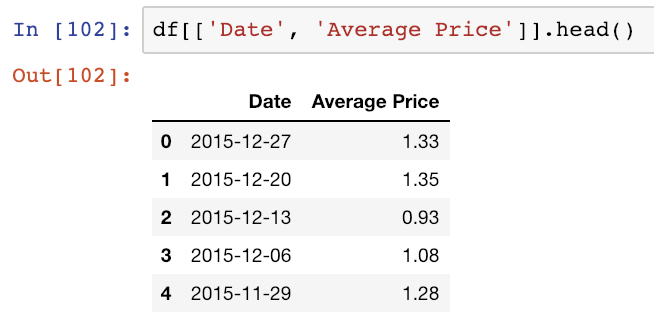 In [102]: df[['Date', 'Average Price']].head()
Out[102]:
Date Average Price
0 2015-12-27 1.33
1 2015-12-20 1.35
2 2015-12-13 0.93
3 2015-12-06 1.08
4 2015-11-29 1.28